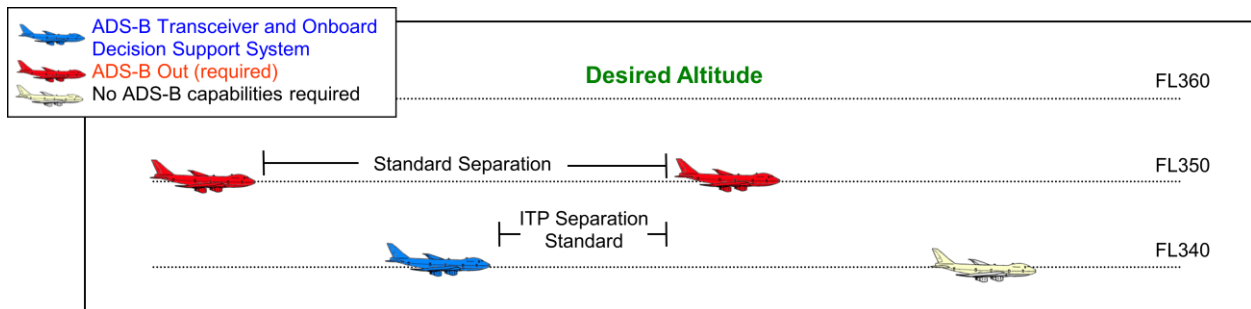 ADS-B Transceiver and Onboard
Decision Support System
ADS-B Out (required)
No ADS-B capabilities required
Desired Altitude
FL360
Standard Separation
FL350
ITP Separation
Standard
FL340